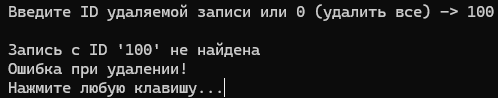 Введите ID удаляемой записи или 0 (удалить все) -> 100
Запись с ID '100' не найдена
Ошибка при удалении!
Нажмите любую клавишу...